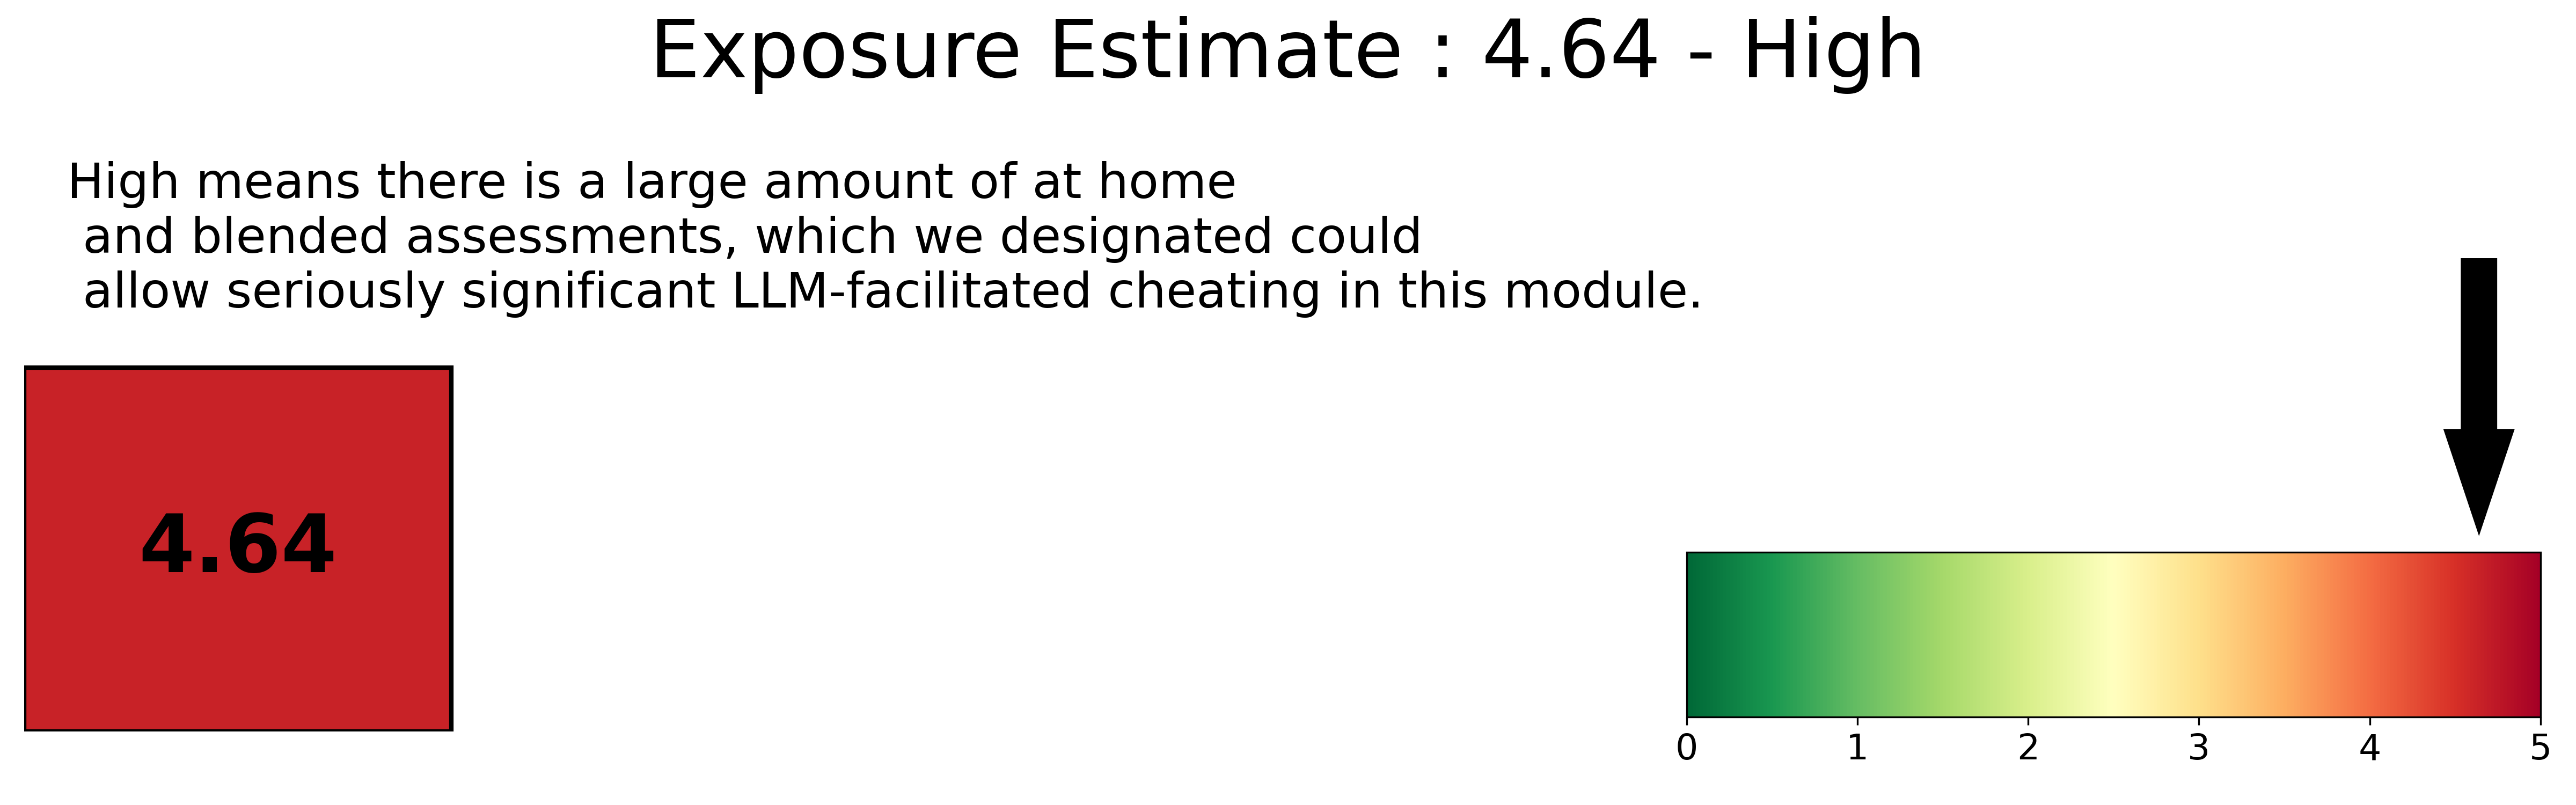 Exposure Estimate : 4.64 - High
High means there is a large amount of at home
and blended assessments, which we designated could
allow seriously significant LLM-facilitated cheating in this module.
4.64
0 1 2 3 4 5